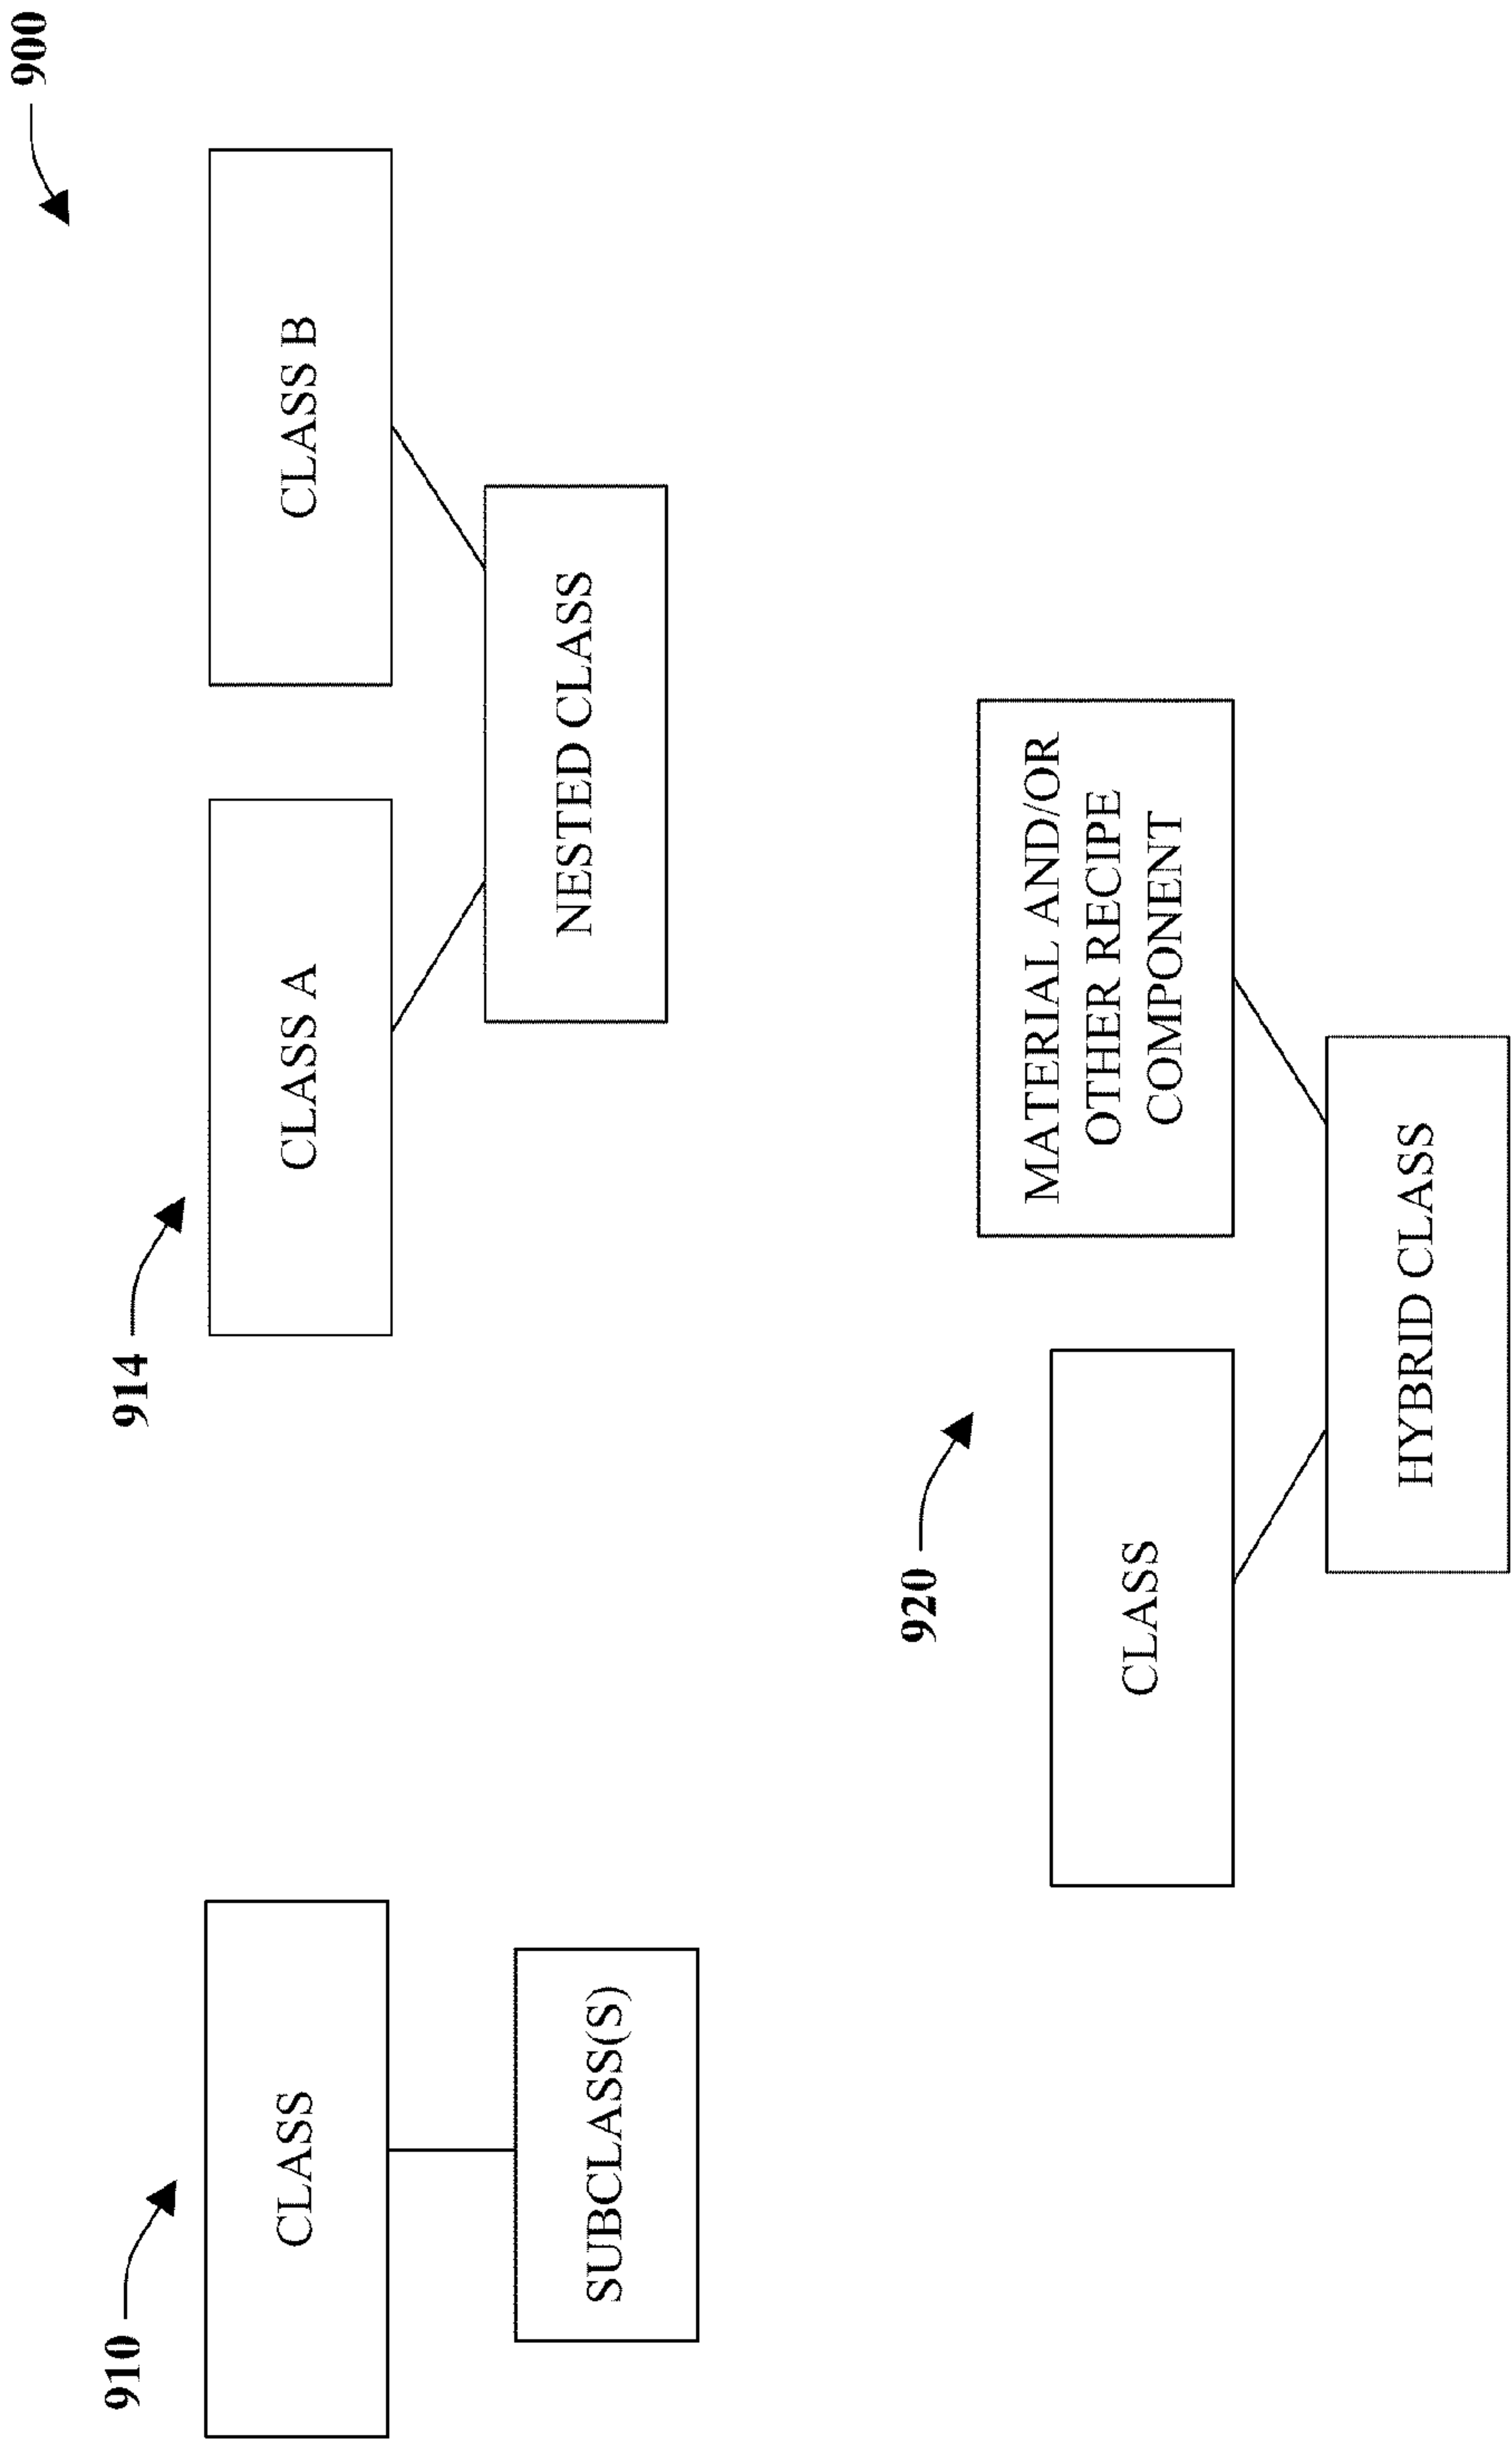 900
910
CLASS
SUBCLASS(S)
914
CLASS A
CLASS B
NESTED CLASS
920
CLASS
MATERIAL AND/OR
OTHER RECIPE
COMPONENT
HYBRID CLASS